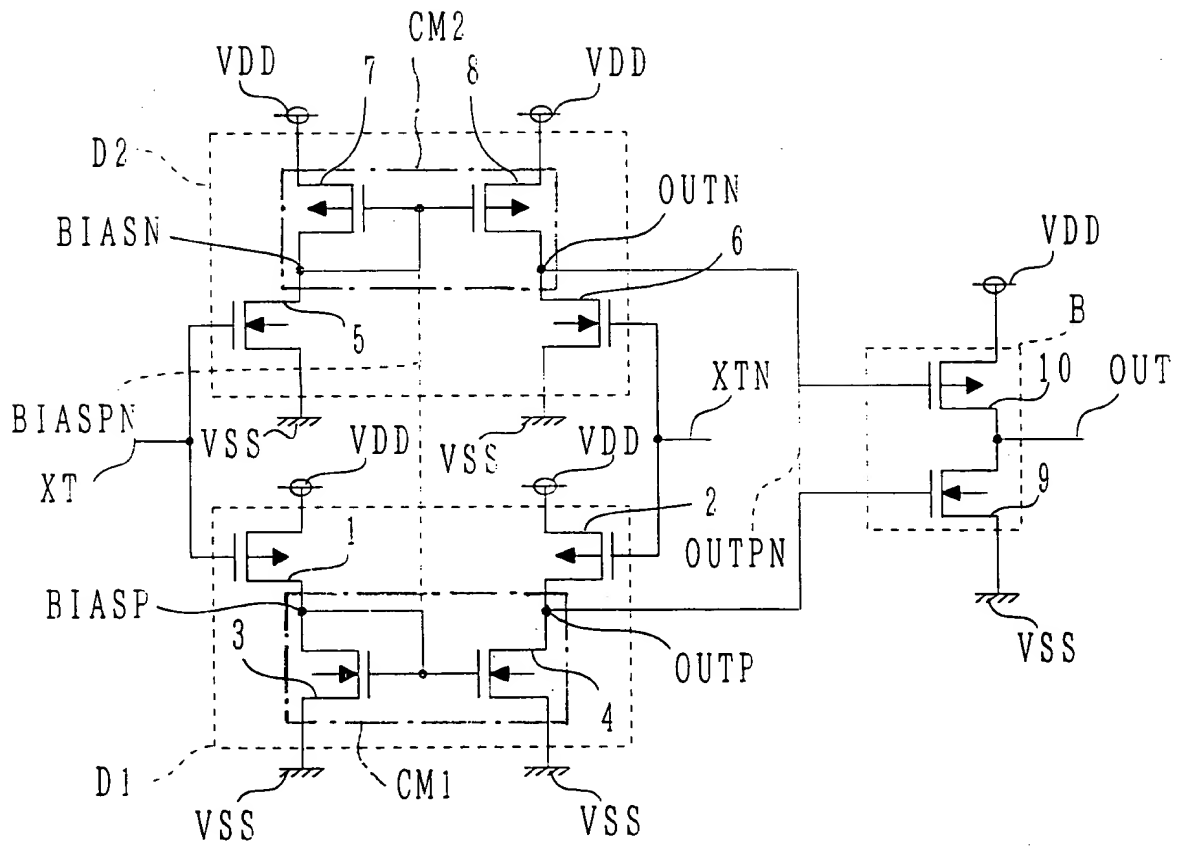 CM2
VDD
7
8
VDD
D2
OUTN
BIASN
6
VDD
5
B
XTN
10
OUT
BIASPN
VSS
VDD
VSS
VDD
XT
9
2
1
OUTPN
BIASP
3
VSS
OUTP
4
D1
CM1
VSS
VSS